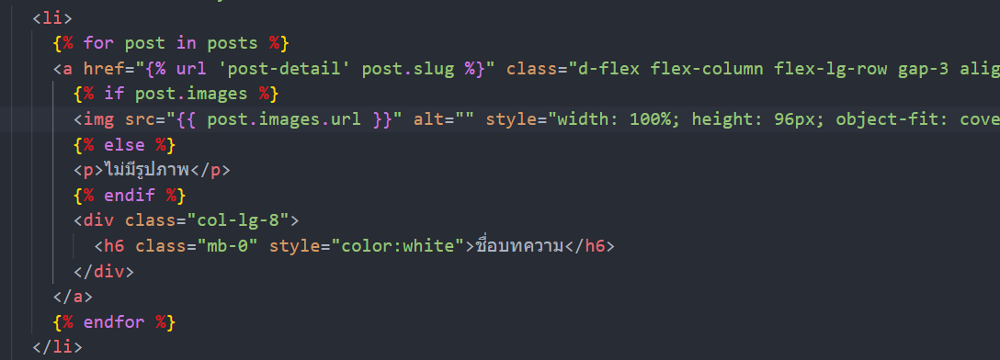 <li>
{% for post in posts %}
<a href="{% url 'post-detail' post.slug %}" class="d-flex flex-column flex-lg-row gap-3
{% if post.images %}
<img src="{{ post.images.url }}" alt="" style="width: 100%; height: 96px; object-fit:
{% else %}
<p>ไม่มีรูปภาพ</p>
{% endif %}
<div class="col-lg-8">
<h6 class="mb-0" style="color:white">ชื่อบทความ</h6>
</div>
</a>
{% endfor %}
</li>